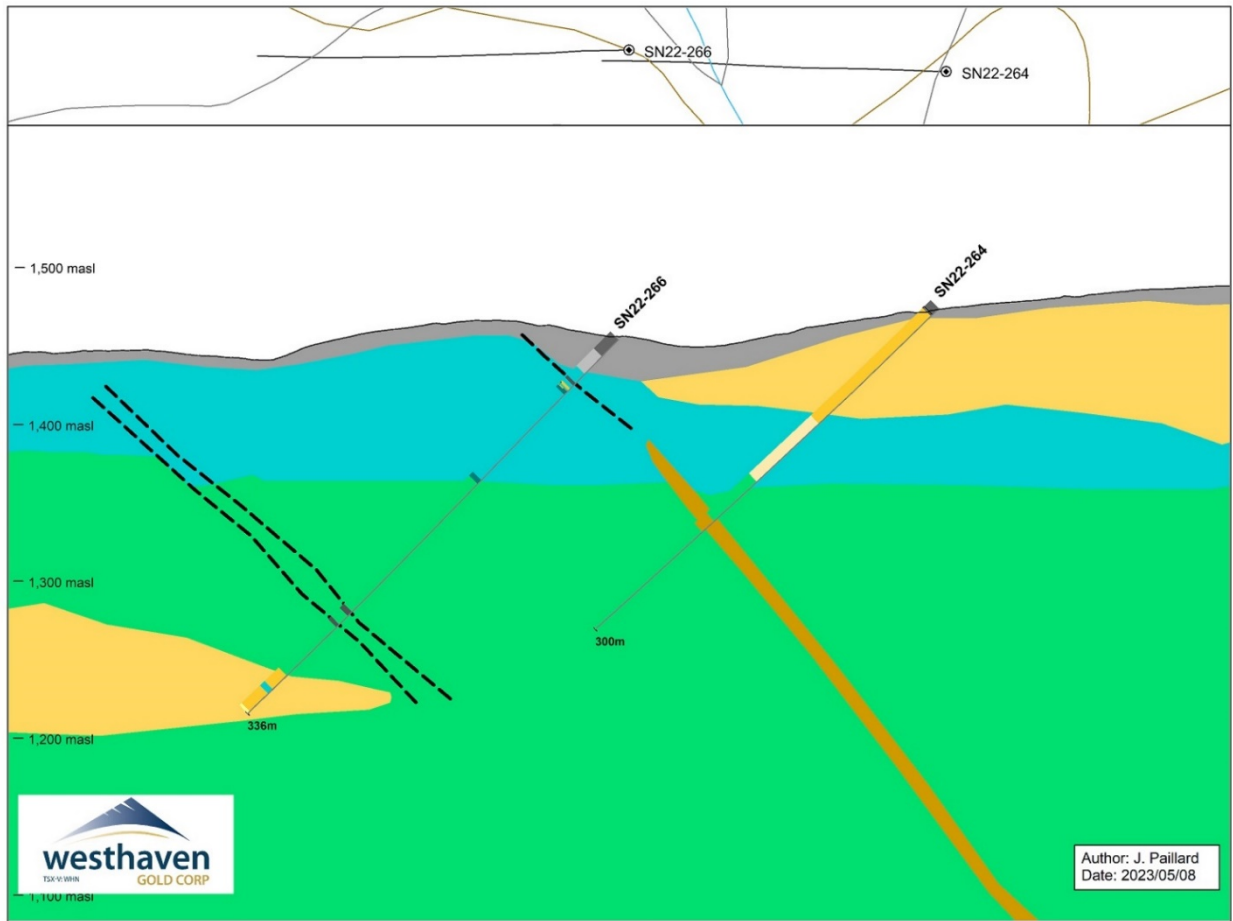 SN22-266
SN22-264
SN22-264
1,500 masl
SN22-266
1,400 masl
1,300 masl
300m
336m
1,200 masl
westhaven
TSX-V: WHN
GOLD CORP
Author: J. Paillard
Date: 2023/05/08
1,100 masl